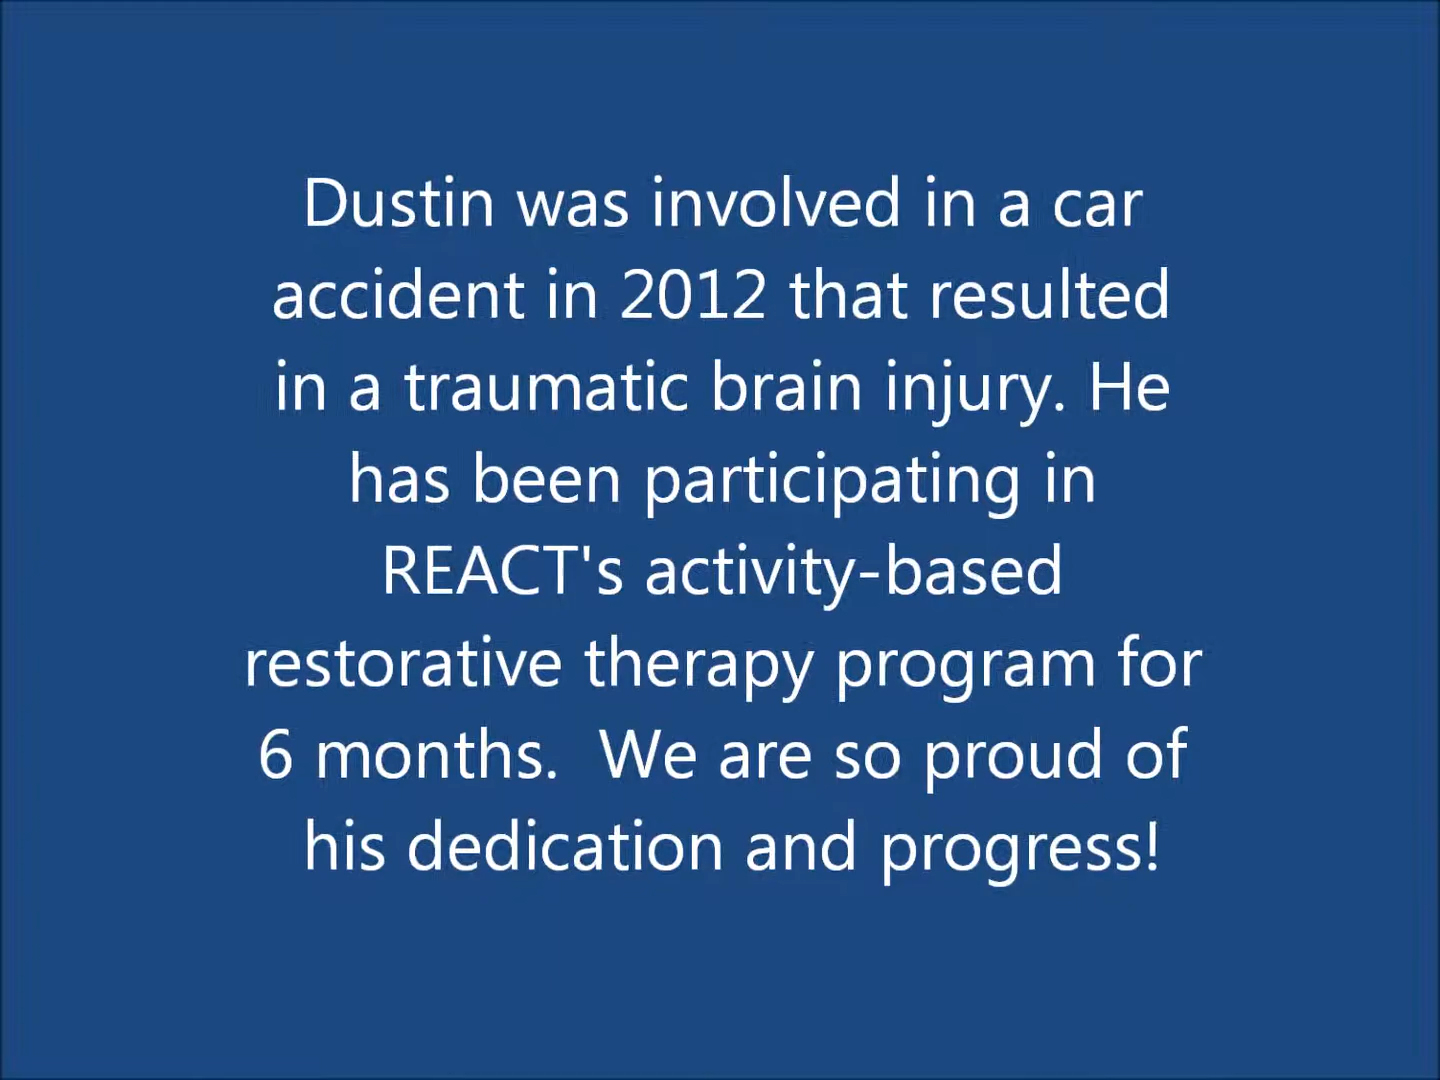 Dustin was involved in a car
accident in 2012 that resulted
in a traumatic brain injury. He
has been participating in
REACT's activity-based
restorative therapy program for
6 months.  We are so proud of
his dedication and progress!